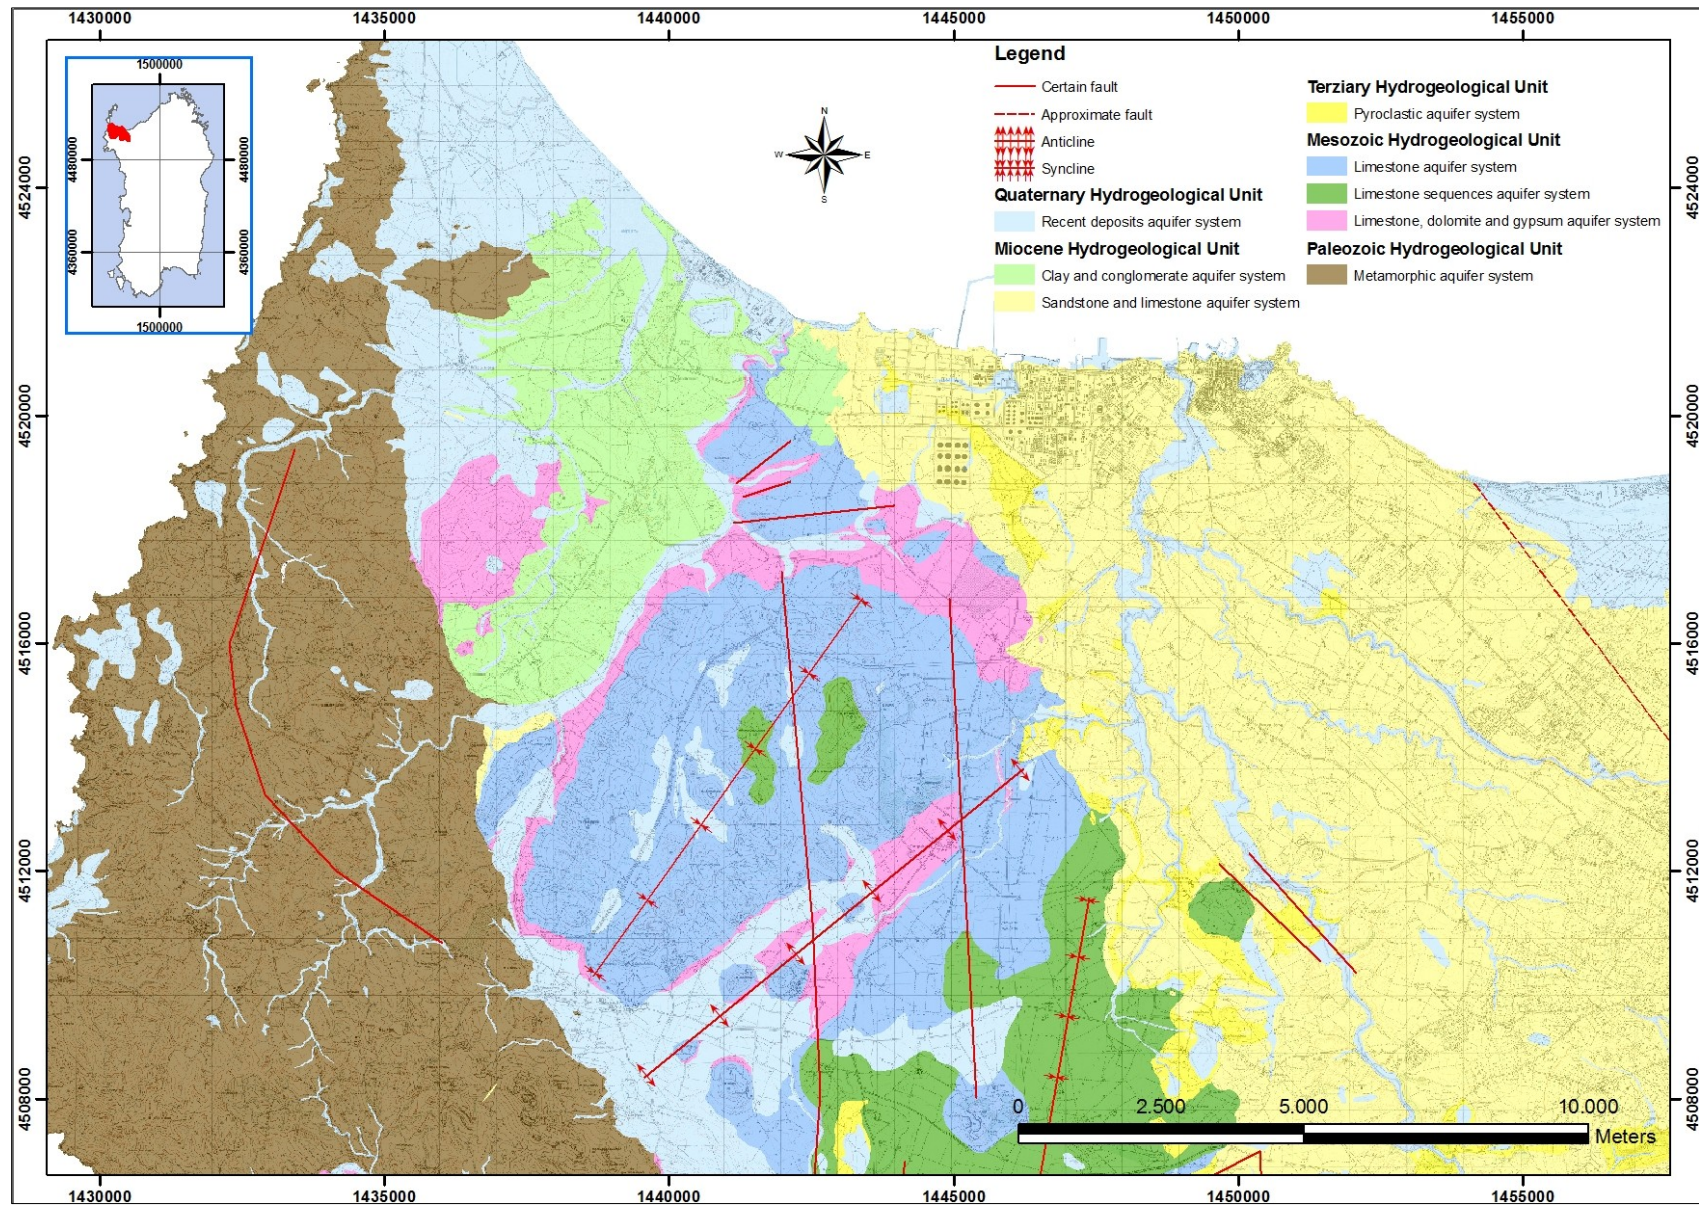 1430000 1435000 1440000 1445000 1450000 1455000
1500000
4480000 4480000
4360000 4360000
1500000
N
W E
S
Legend
Certain fault
Approximate fault
Anticline
Syncline
Quaternary Hydrogeological Unit
Recent deposits aquifer system
Miocene Hydrogeological Unit
Clay and conglomerate aquifer system
Sandstone and limestone aquifer system
Terziary Hydrogeological Unit
Pyroclastic aquifer system
Mesozoic Hydrogeological Unit
Limestone aquifer system
Limestone sequences aquifer system
Limestone, dolomite and gypsum aquifer system
Paleozoic Hydrogeological Unit
Metamorphic aquifer system
4524000 4524000
4520000 4520000
4516000 4516000
4512000 4512000
4508000 4508000
0 2.500 5.000 10.000
Meters
1430000 1435000 1440000 1445000 1450000 1455000